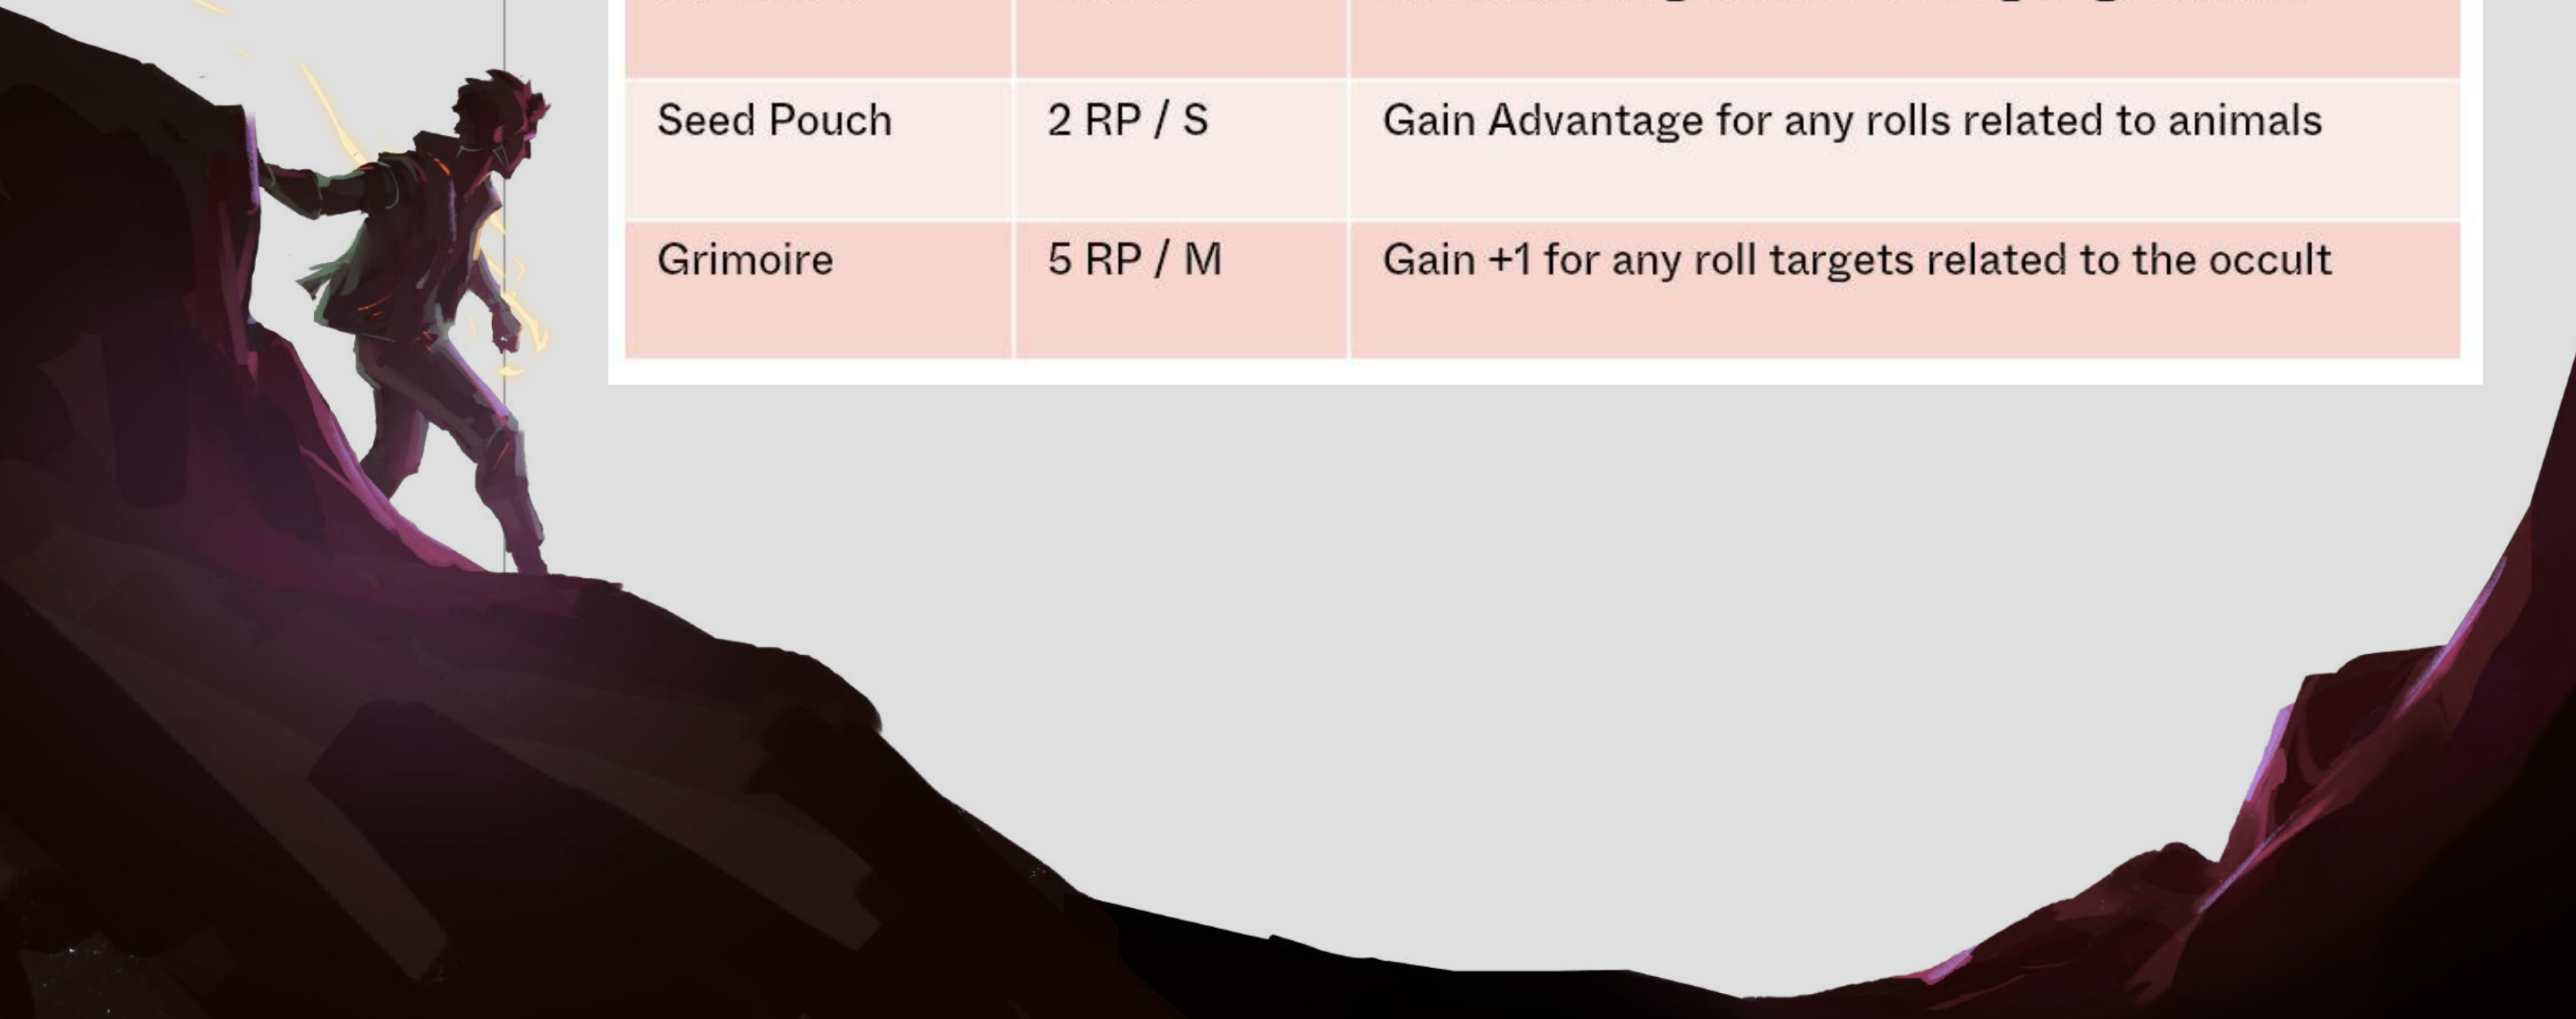 Seed Pouch 2 RP / S Gain Advantage for any rolls related to animals
Grimoire 5 RP / M Gain +1 for any roll targets related to the occult